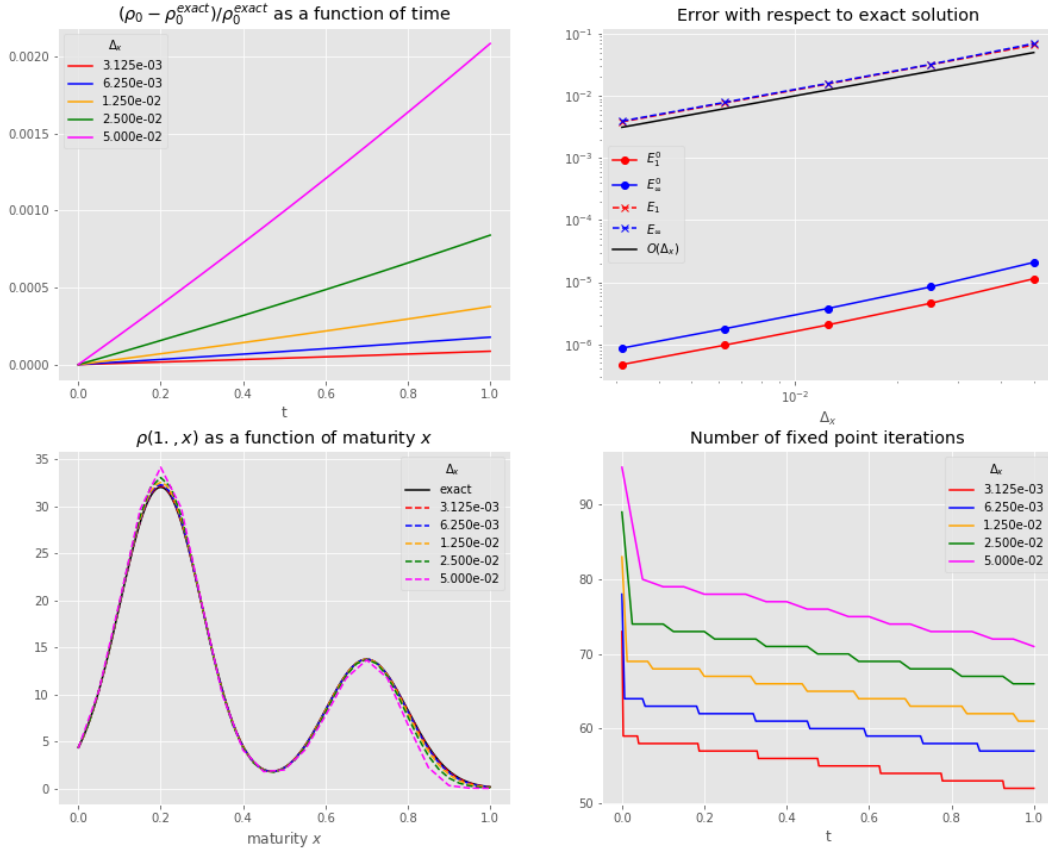 (ρ₀ − ρ₀^{exact})/ρ₀^{exact} as a function of time
Δₓ
3.125e-03
6.250e-03
1.250e-02
2.500e-02
5.000e-02
0.0020
0.0015
0.0010
0.0005
0.0000
0.0 0.2 0.4 0.6 0.8 1.0
t
Error with respect to exact solution
10⁻¹
10⁻²
10⁻³
10⁻⁴
10⁻⁵
10⁻⁶
E₁⁰
E∞⁰
E₁
E∞
O(Δₓ)
10⁻²
Δₓ
ρ(1. , x) as a function of maturity x
35
30
25
20
15
10
5
0
Δₓ
exact
3.125e-03
6.250e-03
1.250e-02
2.500e-02
5.000e-02
0.0 0.2 0.4 0.6 0.8 1.0
maturity x
Number of fixed point iterations
90
80
70
60
50
Δₓ
3.125e-03
6.250e-03
1.250e-02
2.500e-02
5.000e-02
0.0 0.2 0.4 0.6 0.8 1.0
t